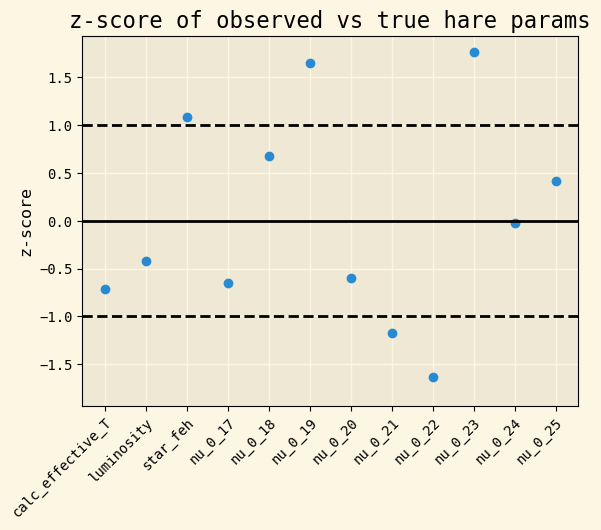 z-score of observed vs true hare params
z-score
1.5
1.0
0.5
0.0
−0.5
−1.0
−1.5
calc_effective_T
luminosity
star_feh
nu_0_17
nu_0_18
nu_0_19
nu_0_20
nu_0_21
nu_0_22
nu_0_23
nu_0_24
nu_0_25